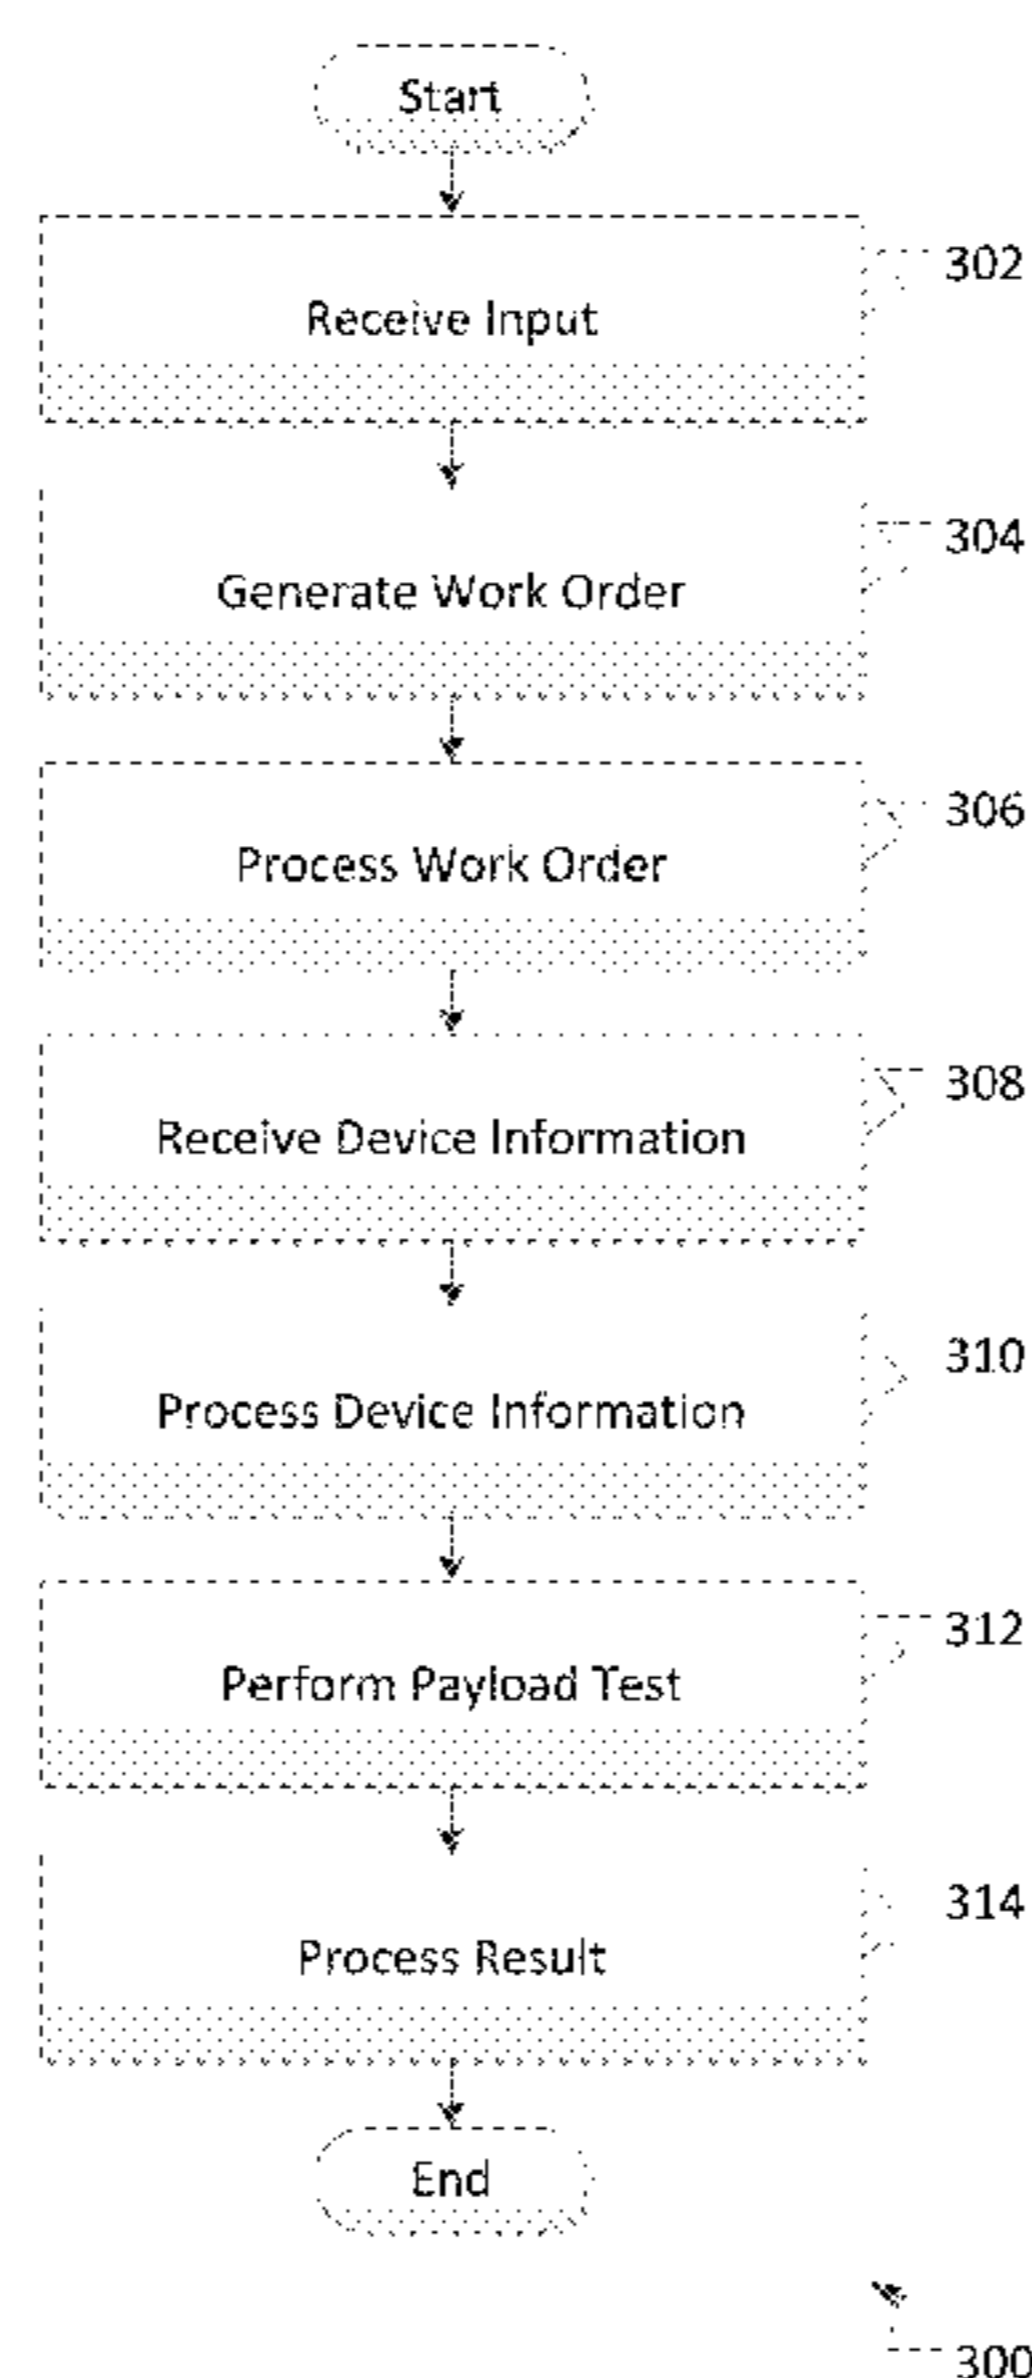 Start
302
Receive Input
304
Generate Work Order
306
Process Work Order
308
Receive Device Information
310
Process Device Information
312
Perform Payload Test
314
Process Result
End
300